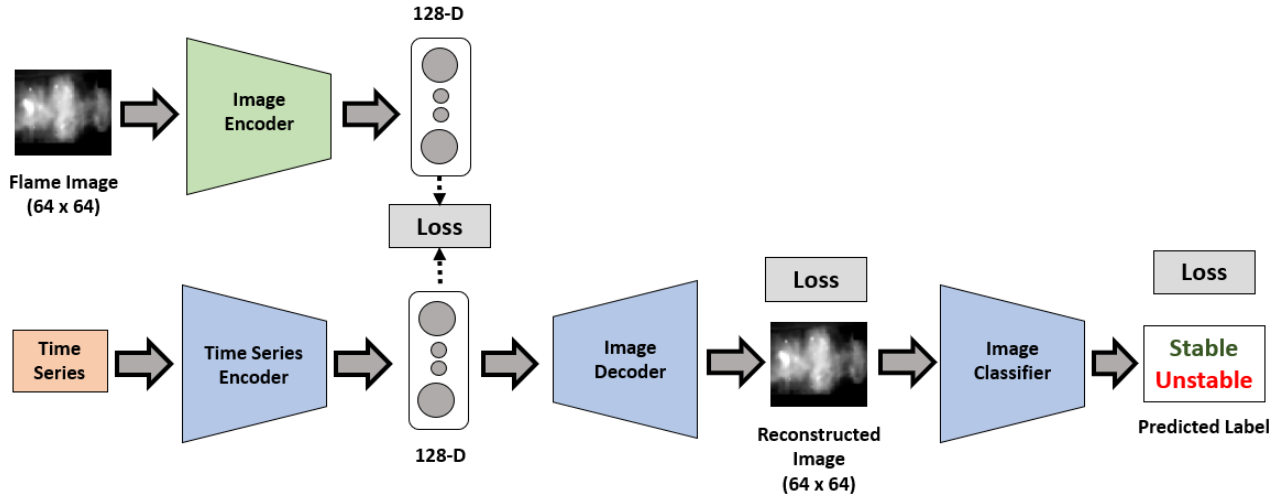 128-D
Image
Encoder
Flame Image
(64 x 64)
Loss
Time
Series
Time Series
Encoder
128-D
Image
Decoder
Loss
Reconstructed
Image
(64 x 64)
Image
Classifier
Loss
Stable
Unstable
Predicted Label